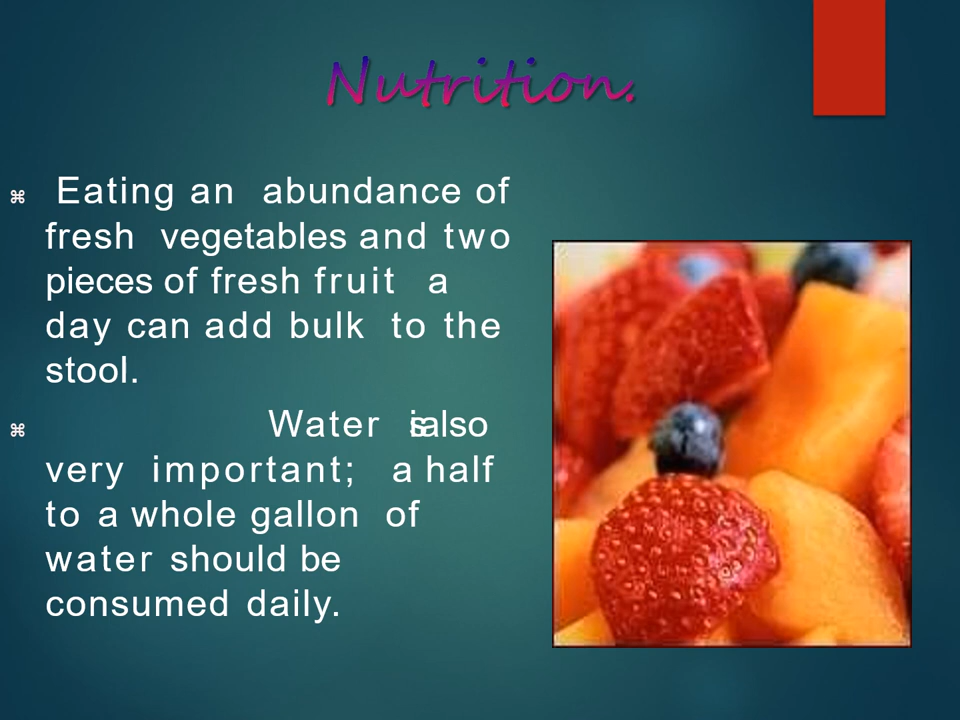 Nutrition.
⌘ Eating an abundance of
fresh vegetables and two
pieces of fresh fruit a
day can add bulk to the
stool.
⌘ Water is also
very important; a half
to a whole gallon of
water should be
consumed daily.